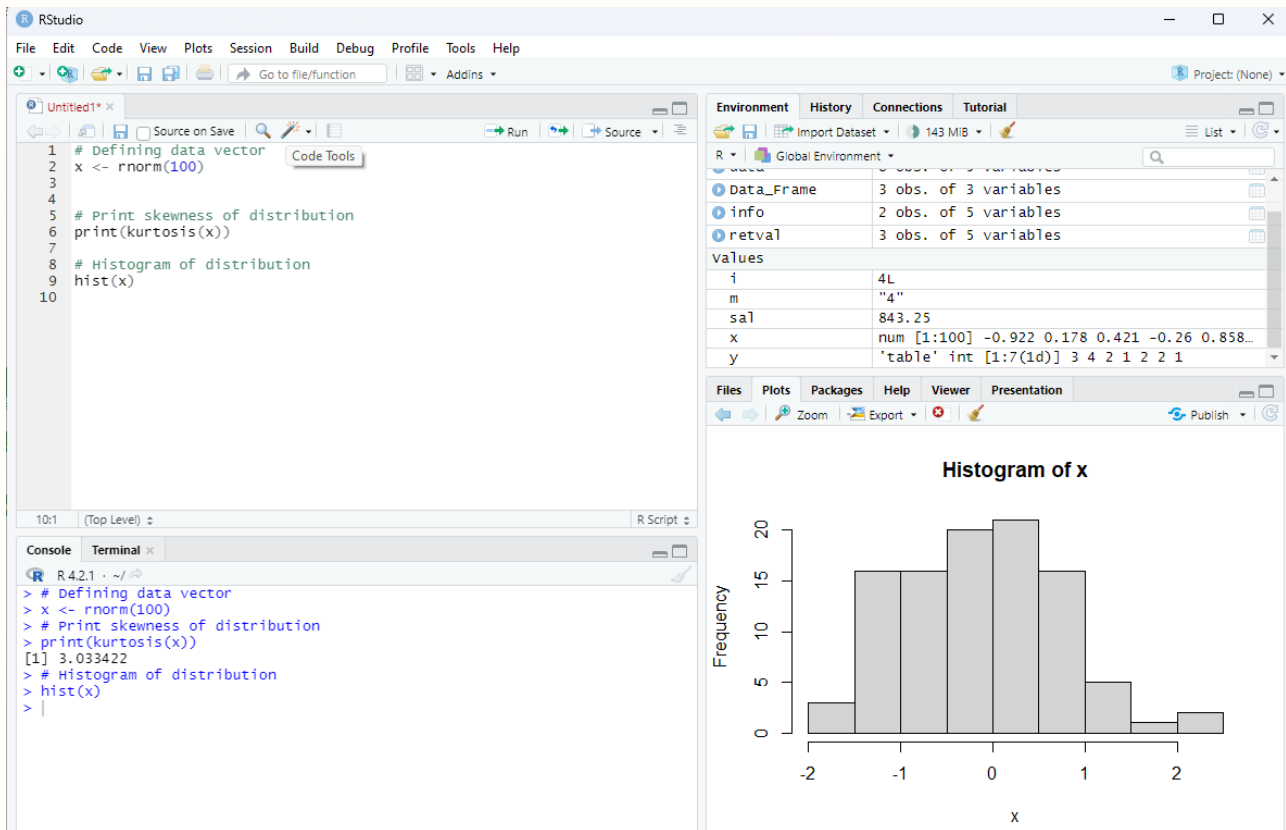 RStudio
File Edit Code View Plots Session Build Debug Profile Tools Help
Go to file/function Addins Project: (None)
Untitled1*
Source on Save Run Source
Code Tools
1 # Defining data vector
2 x <- rnorm(100)
3
4
5 # Print skewness of distribution
6 print(kurtosis(x))
7
8 # Histogram of distribution
9 hist(x)
10
10:1 (Top Level) R Script
Console Terminal
R 4.2.1 · ~/
> # Defining data vector
> x <- rnorm(100)
> # Print skewness of distribution
> print(kurtosis(x))
[1] 3.033422
> # Histogram of distribution
> hist(x)
>
Environment History Connections Tutorial
Import Dataset 143 MiB List
R Global Environment
Data_Frame 3 obs. of 3 variables
info 2 obs. of 5 variables
retval 3 obs. of 5 variables
Values
i 4L
m "4"
sal 843.25
x num [1:100] -0.922 0.178 0.421 -0.26 0.858…
y 'table' int [1:7(1d)] 3 4 2 1 2 2 1
Files Plots Packages Help Viewer Presentation
Zoom Export Publish
Histogram of x
Frequency
0 5 10 15 20
-2 -1 0 1 2
x